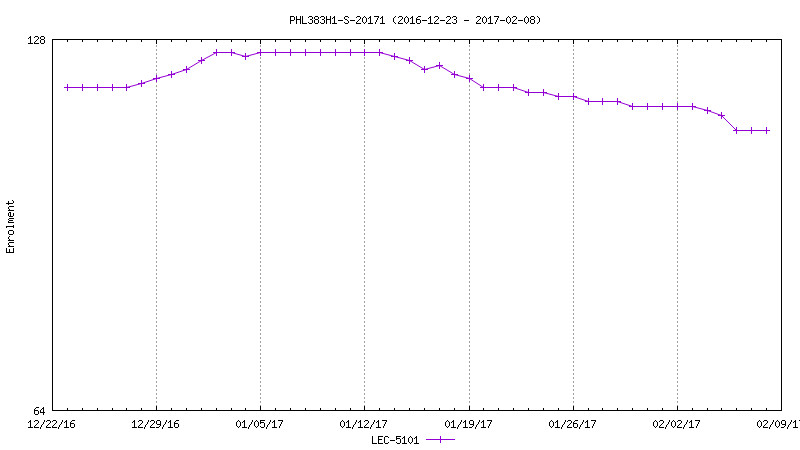 PHL383H1-S-20171 (2016-12-23 - 2017-02-08)
128
Enrolment
64
12/22/16 12/29/16 01/05/17 01/12/17 01/19/17 01/26/17 02/02/17 02/09/17
LEC-5101